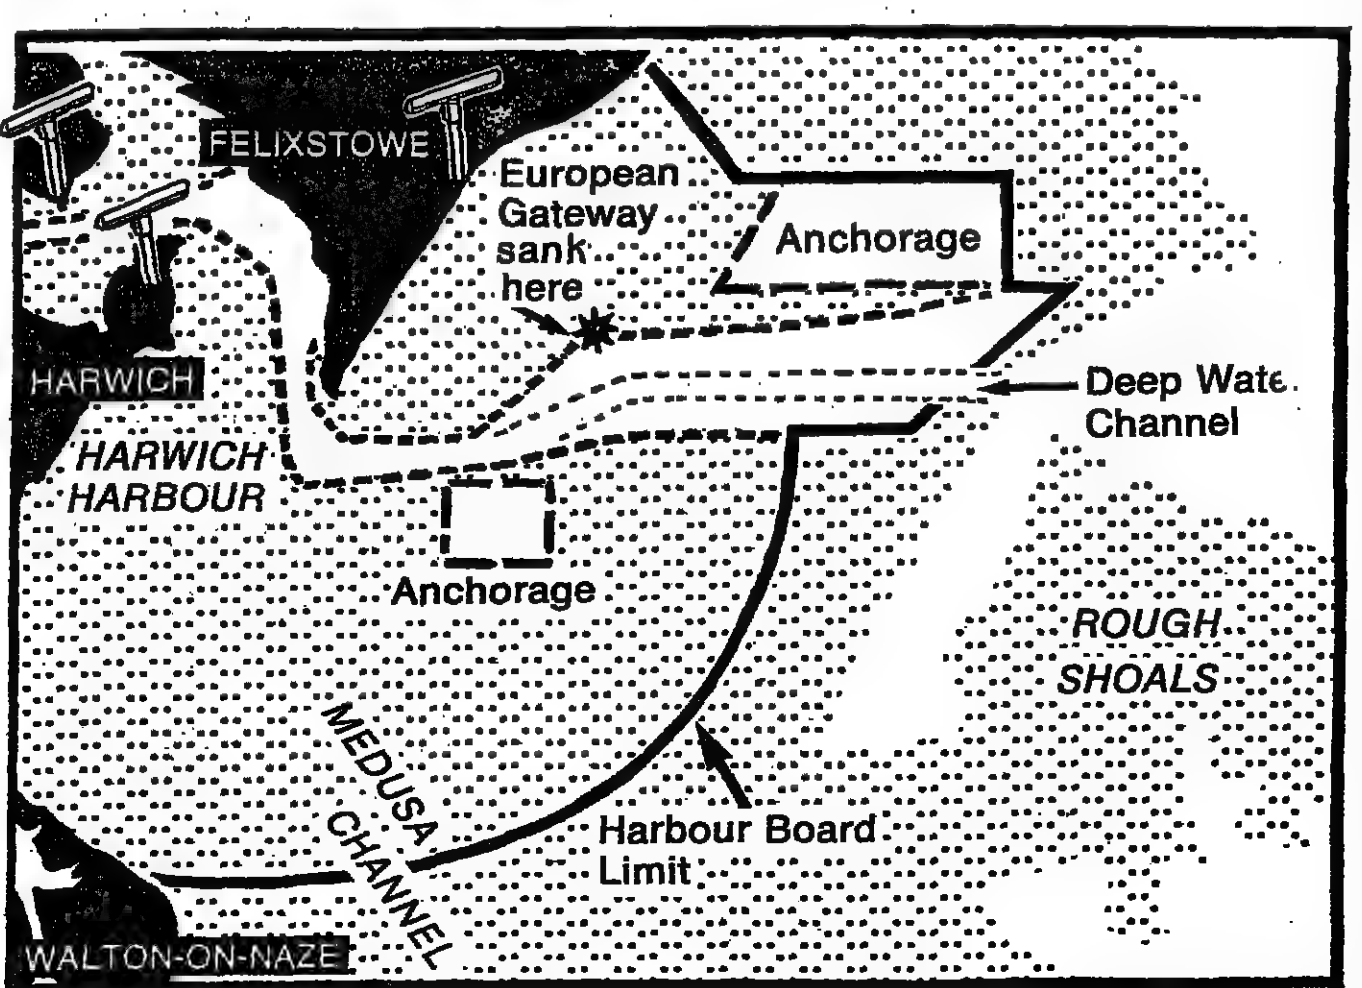 FELIXSTOWE
European
Gateway
sank
here
Anchorage
HARWICH
Deep Wate
Channel
HARWICH
HARBOUR
Anchorage
ROUGH
SHOALS
MEDUSA
CHANNEL
Harbour Board
Limit
WALTON-ON-NAZE